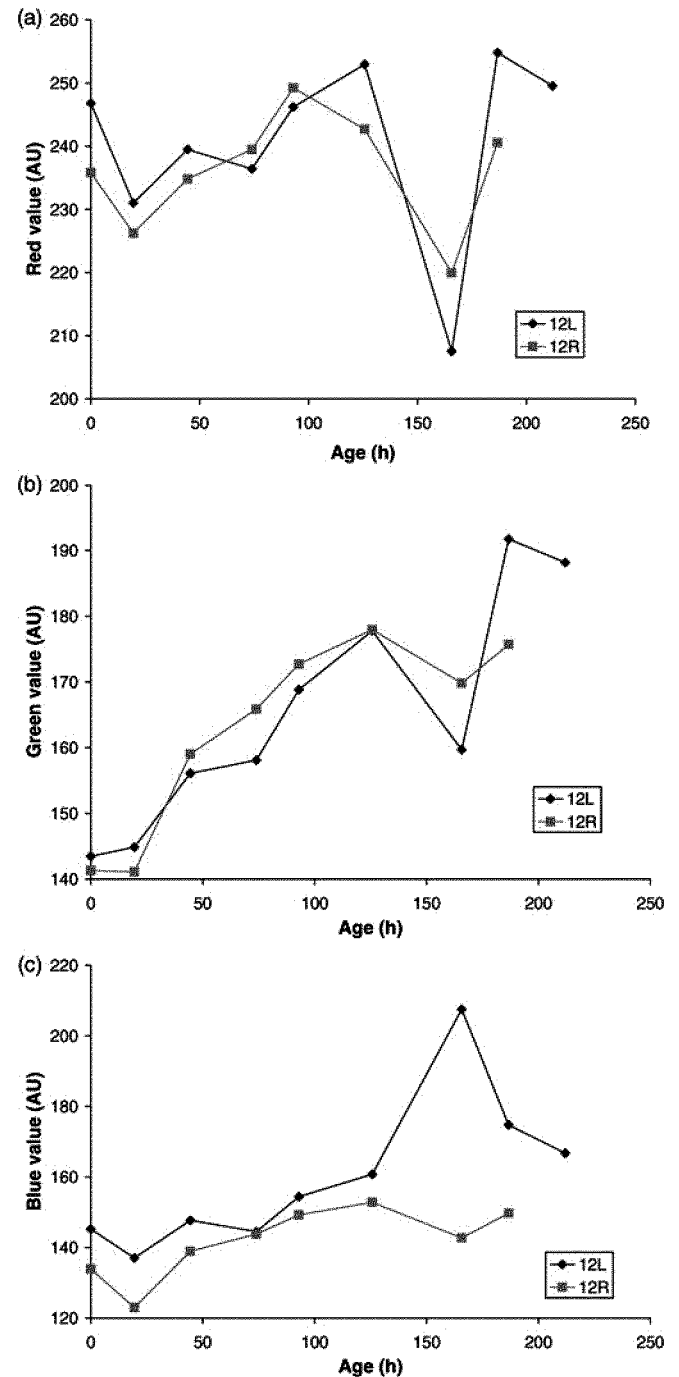 (a)
260
250
240
230
220
210
200
Red value (AU)
12L
12R
0 50 100 150 200 250
Age (h)
(b)
200
190
180
170
160
150
140
Green value (AU)
12L
12R
0 50 100 150 200 250
Age (h)
(c)
220
200
180
160
140
120
Blue value (AU)
12L
12R
0 50 100 150 200 250
Age (h)